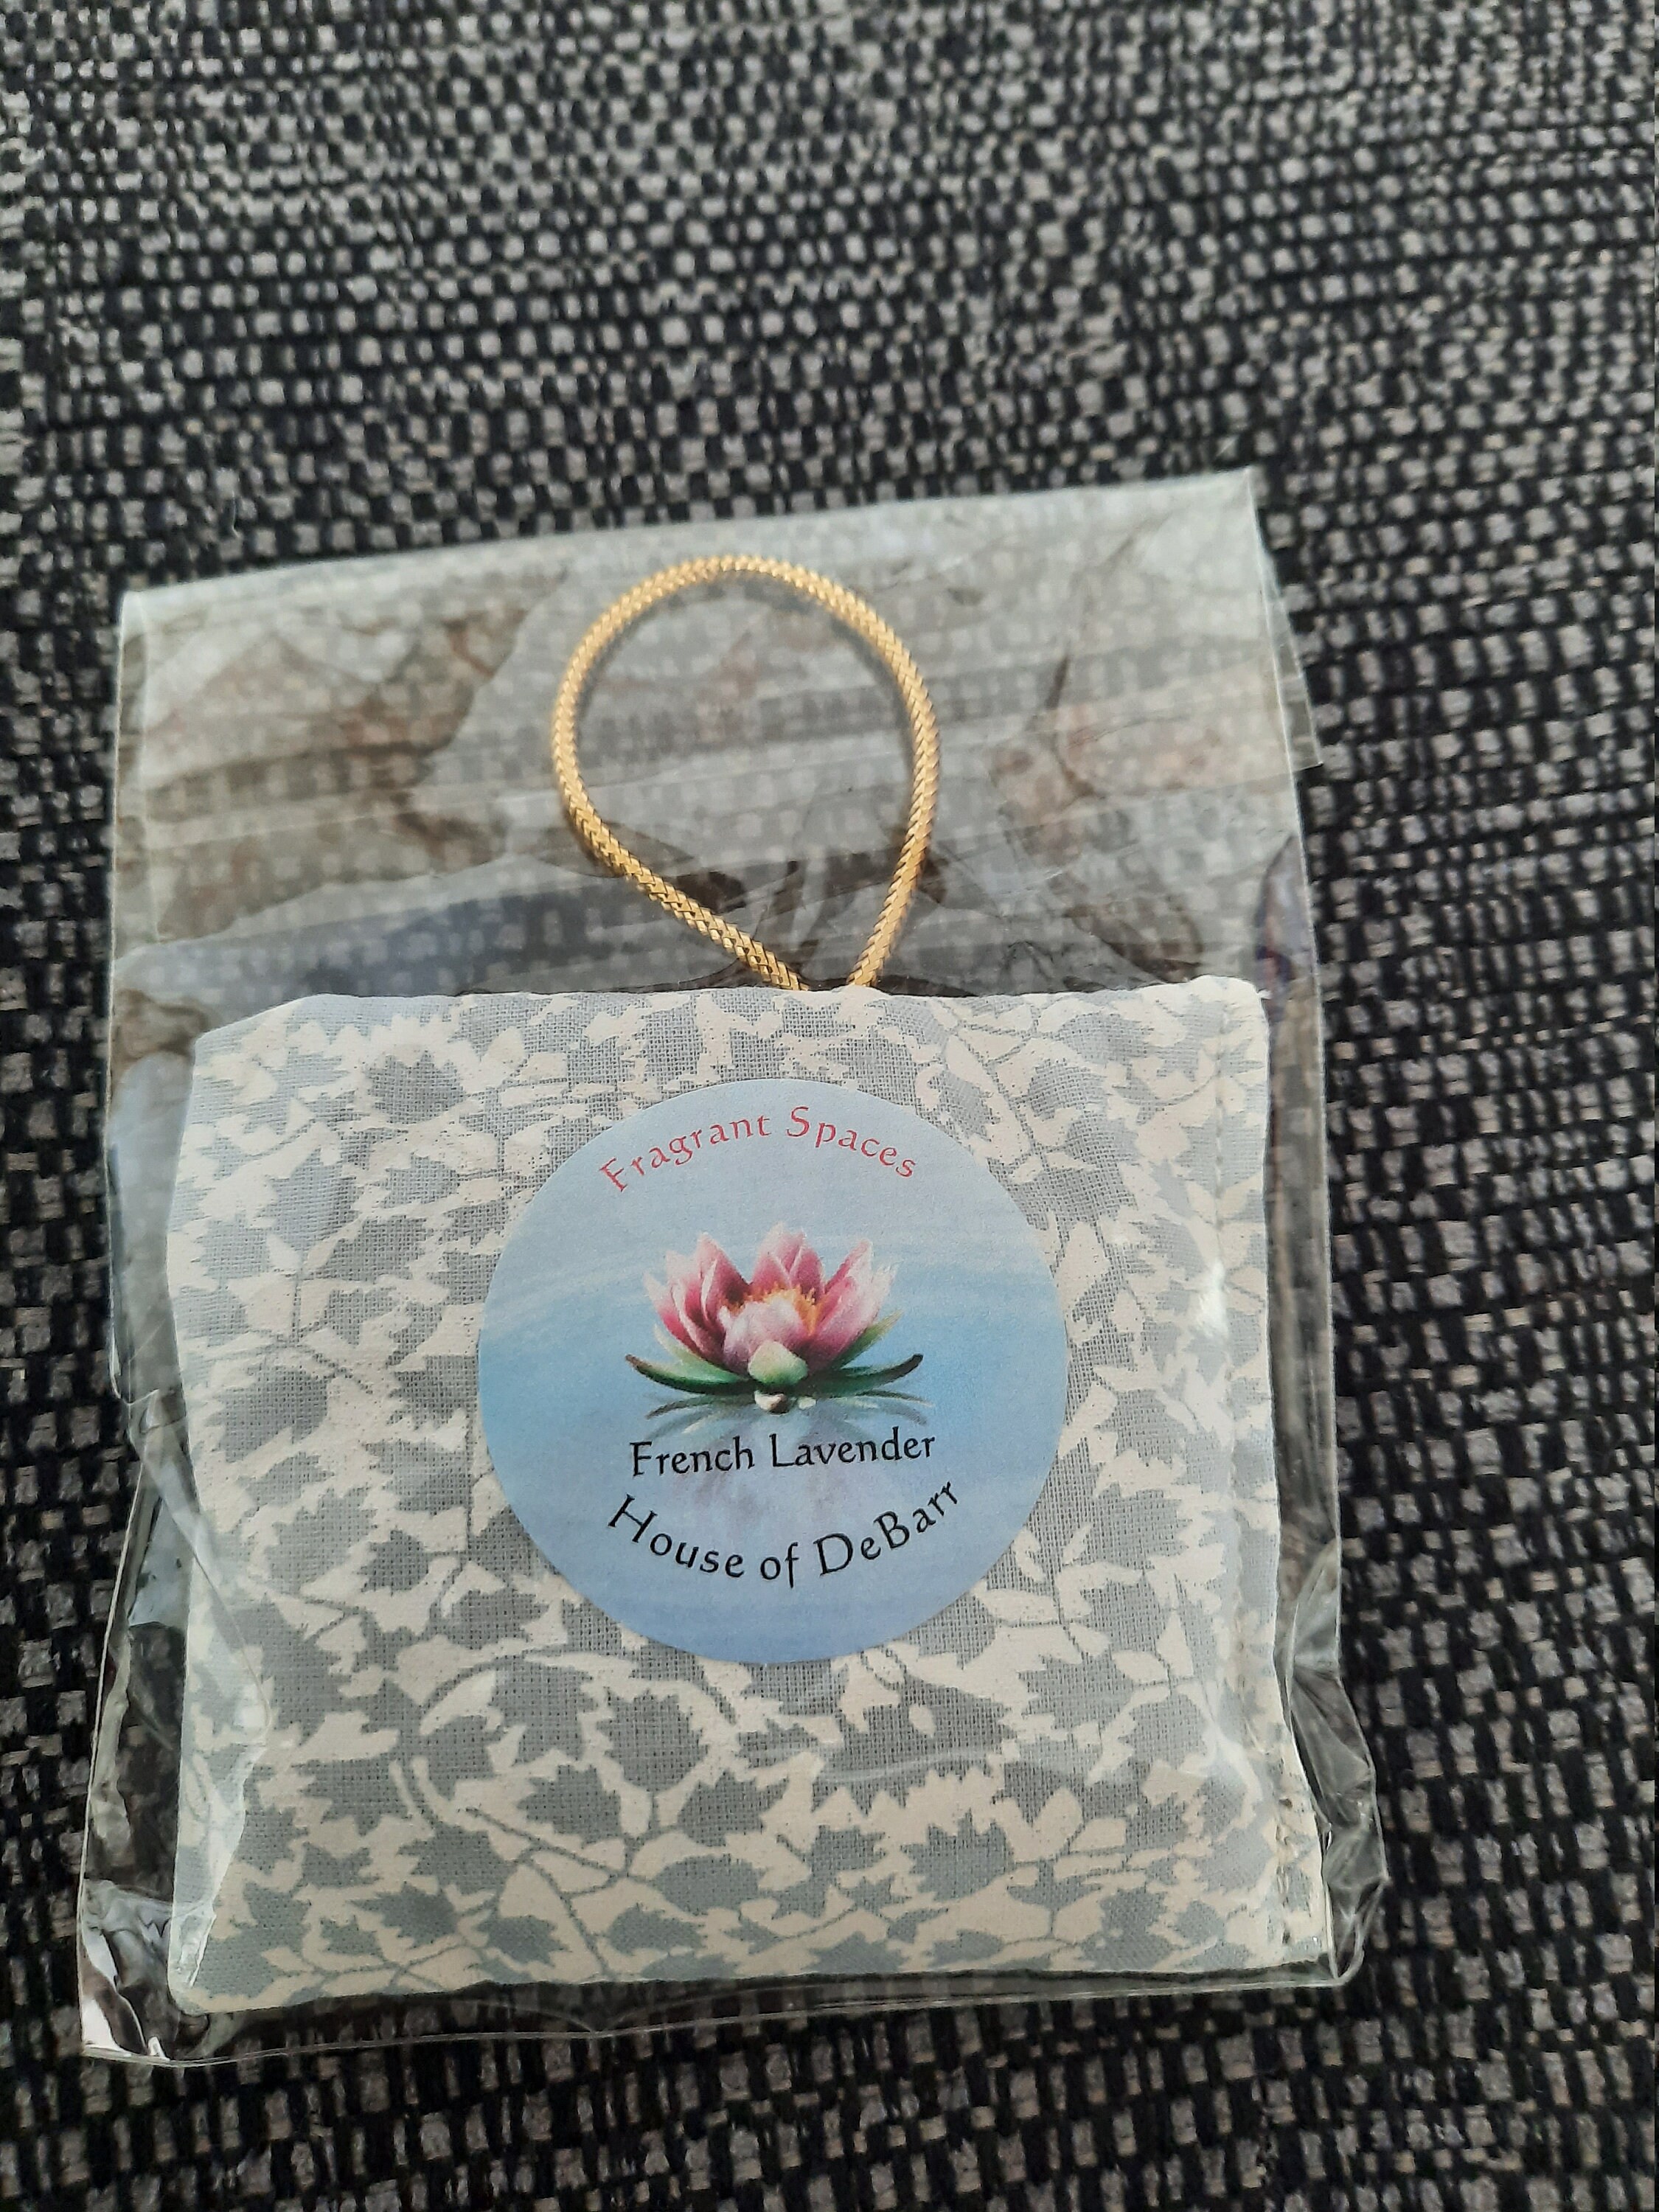 Fragrant Spaces
French Lavender
House of DeBarr